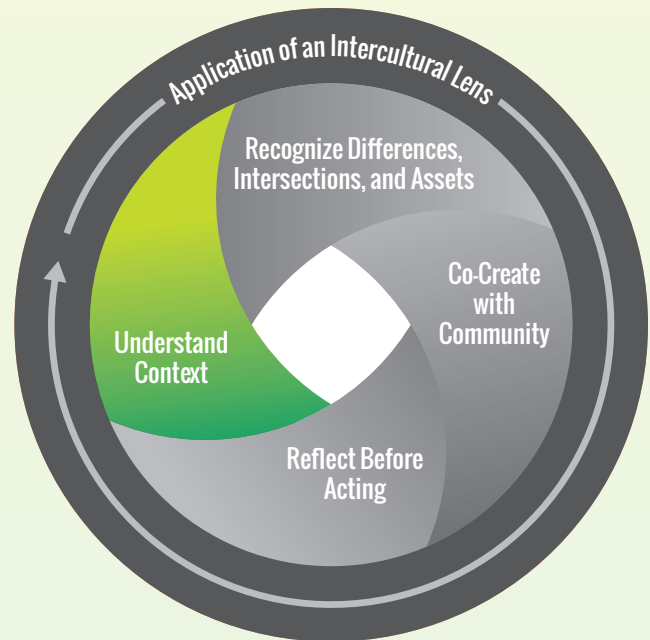 Application of an Intercultural Lens
Recognize Differences,
Intersections, and Assets
Co-Create
with
Community
Understand
Context
Reflect Before
Acting